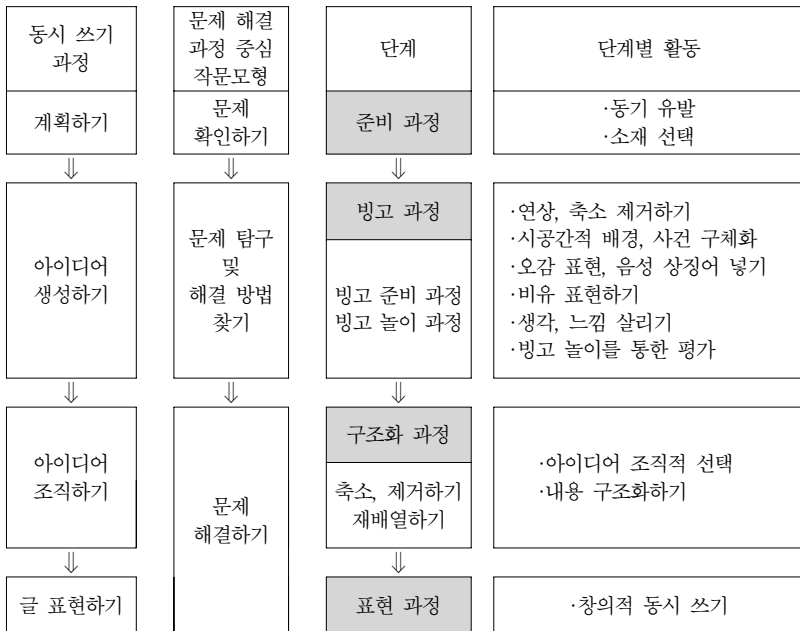 동시 쓰기
과정
문제 해결
과정 중심
작문모형
단계
단계별 활동
계획하기
문제
확인하기
준비 과정
·동기 유발
·소재 선택
⇓
⇓
⇓
아이디어
생성하기
문제 탐구
및
해결 방법
찾기
빙고 과정
빙고 준비 과정
빙고 놀이 과정
·연상, 축소 제거하기
·시공간적 배경, 사건 구체화
·오감 표현, 음성 상징어 넣기
·비유 표현하기
·생각, 느낌 살리기
·빙고 놀이를 통한 평가
⇓
⇓
⇓
아이디어
조직하기
문제
해결하기
구조화 과정
축소, 제거하기
재배열하기
·아이디어 조직적 선택
·내용 구조화하기
⇓
⇓
글 표현하기
표현 과정
·창의적 동시 쓰기